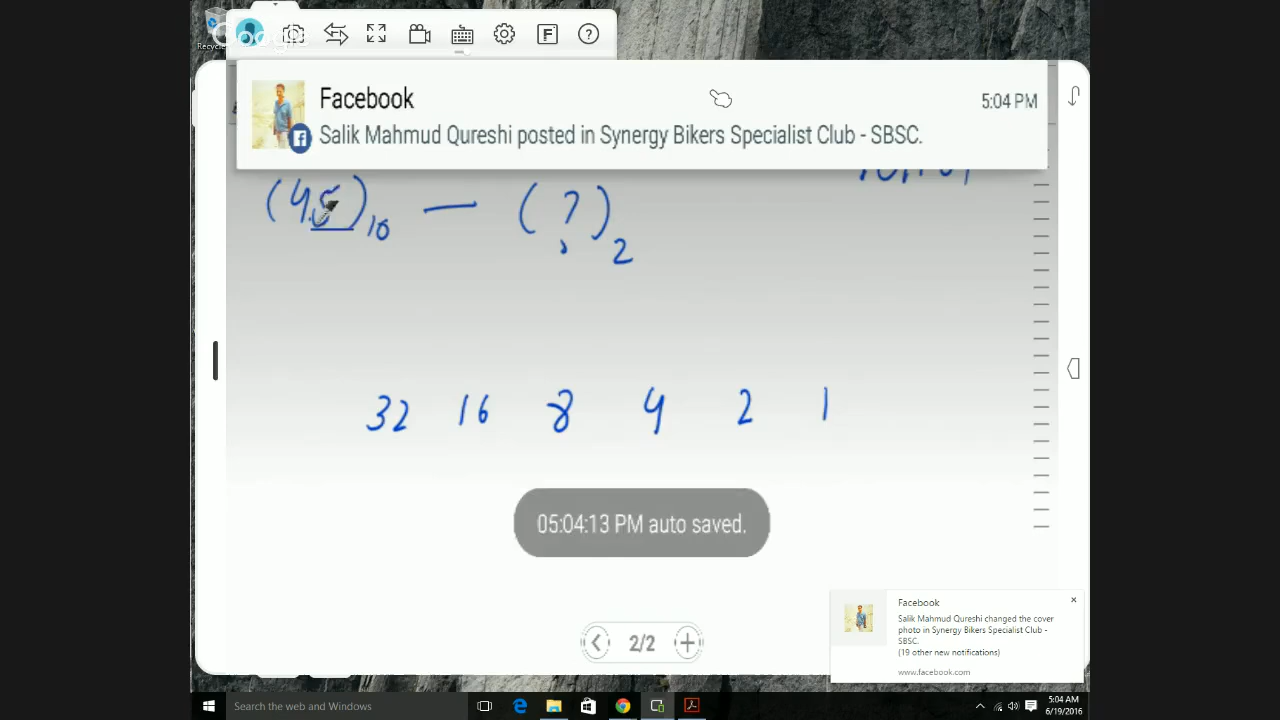 Recycle
Google
Facebook
5:04 PM
Salik Mahmud Qureshi posted in Synergy Bikers Specialist Club - SBSC.
(45)10 — (?)2
32 16 8 4 2 1
05:04:13 PM auto saved.
2/2
Facebook
Salik Mahmud Qureshi changed the cover
photo in Synergy Bikers Specialist Club -
SBSC.
(19 other new notifications)
www.facebook.com
Search the web and Windows
5:04 AM
6/19/2016